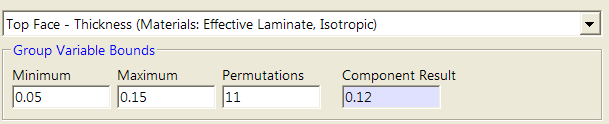 Top Face - Thickness (Materials: Effective Laminate, Isotropic)
Group Variable Bounds
Minimum Maximum Permutations Component Result
0.05 0.15 11 0.12